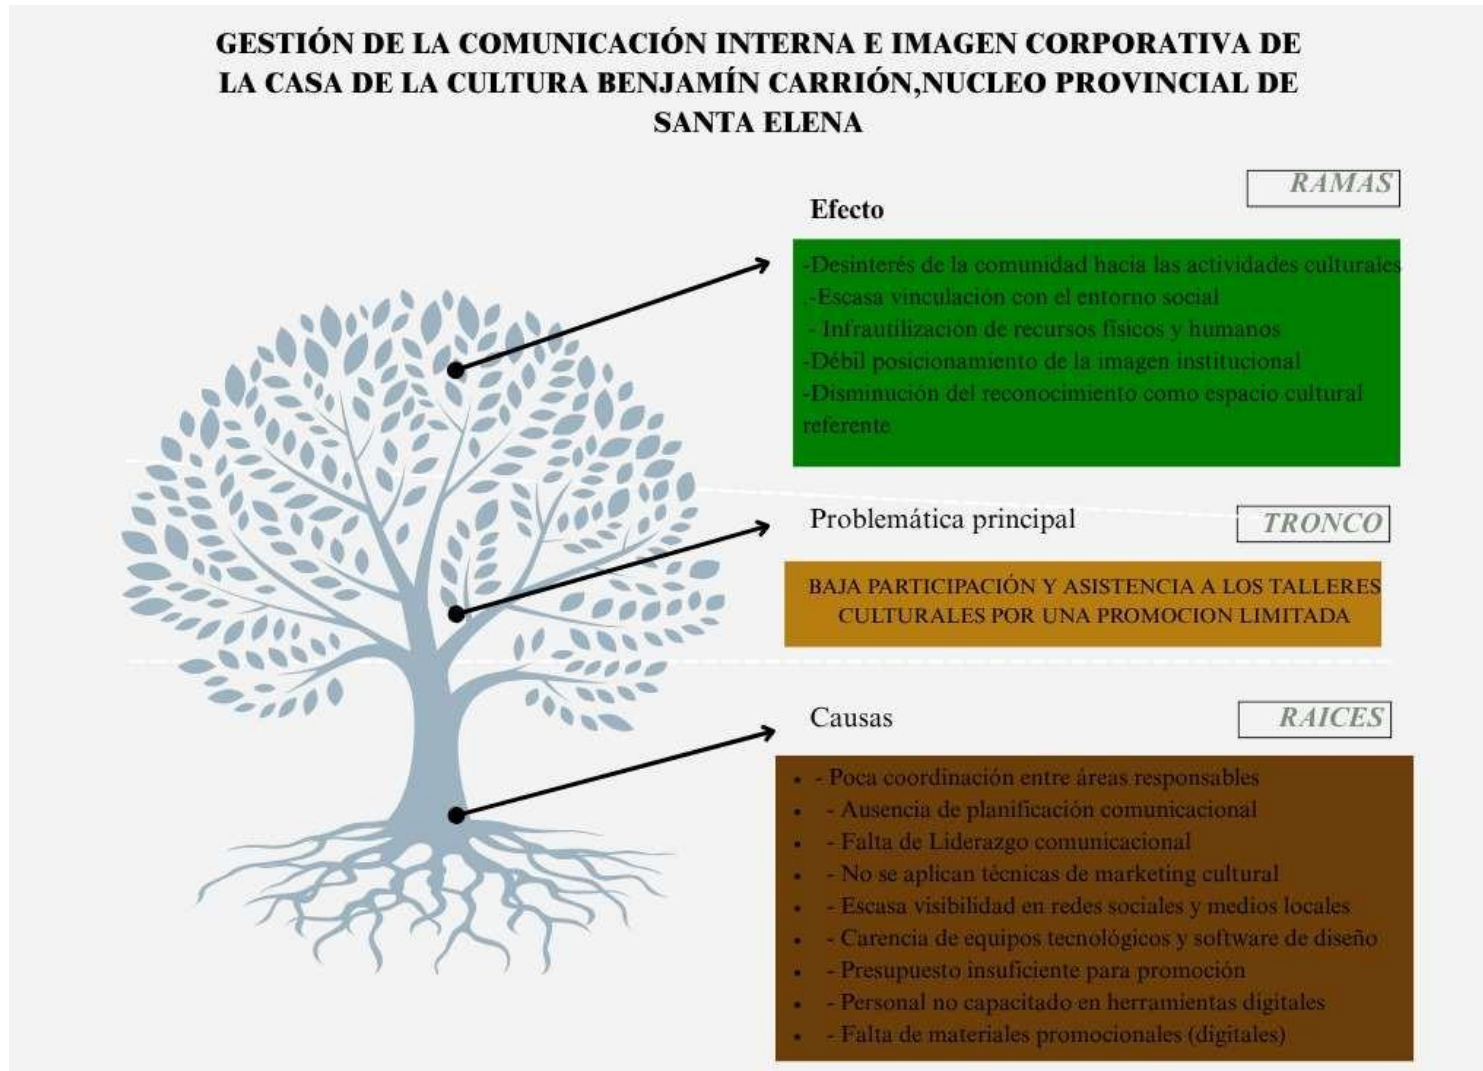 GESTIÓN DE LA COMUNICACIÓN INTERNA E IMAGEN CORPORATIVA DE
LA CASA DE LA CULTURA BENJAMÍN CARRIÓN,NUCLEO PROVINCIAL DE
SANTA ELENA
RAMAS
Efecto
-Desinterés de la comunidad hacia las actividades culturales
.-Escasa vinculación con el entorno social
- Infrautilización de recursos físicos y humanos
-Débil posicionamiento de la imagen institucional
-Disminución del reconocimiento como espacio cultural
referente
Problemática principal
TRONCO
BAJA PARTICIPACIÓN Y ASISTENCIA A LOS TALLERES
CULTURALES POR UNA PROMOCION LIMITADA
Causas
RAICES
• - Poca coordinación entre áreas responsables
• - Ausencia de planificación comunicacional
• - Falta de Liderazgo comunicacional
• - No se aplican técnicas de marketing cultural
• - Escasa visibilidad en redes sociales y medios locales
• - Carencia de equipos tecnológicos y software de diseño
• - Presupuesto insuficiente para promoción
• - Personal no capacitado en herramientas digitales
• - Falta de materiales promocionales (digitales)